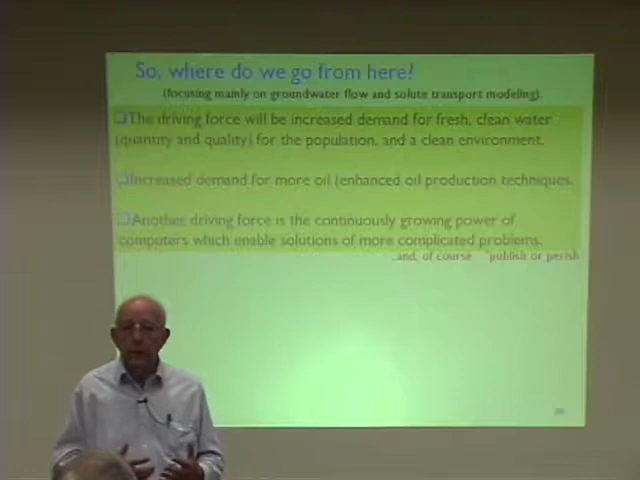 So, where do we go from here?
(focusing mainly on groundwater flow and solute transport modeling).
The driving force will be increased demand for fresh, clean water
(quantity and quality) for the population, and a clean environment.
Increased demand for more oil (enhanced oil production techniques.
Another driving force is the continuously growing power of
computers which enable solutions of more complicated problems.
..and, of course "publish or perish